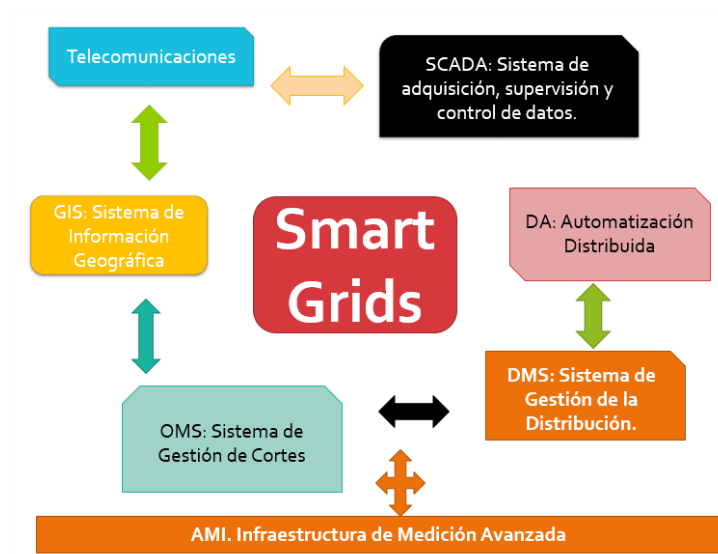 Telecomunicaciones
SCADA: Sistema de
adquisición, supervisión y
control de datos.
GIS: Sistema de
Información
Geográfica
Smart
Grids
DA: Automatización
Distribuida
DMS: Sistema de
Gestión de la
Distribución.
OMS: Sistema de
Gestión de Cortes
AMI. Infraestructura de Medición Avanzada